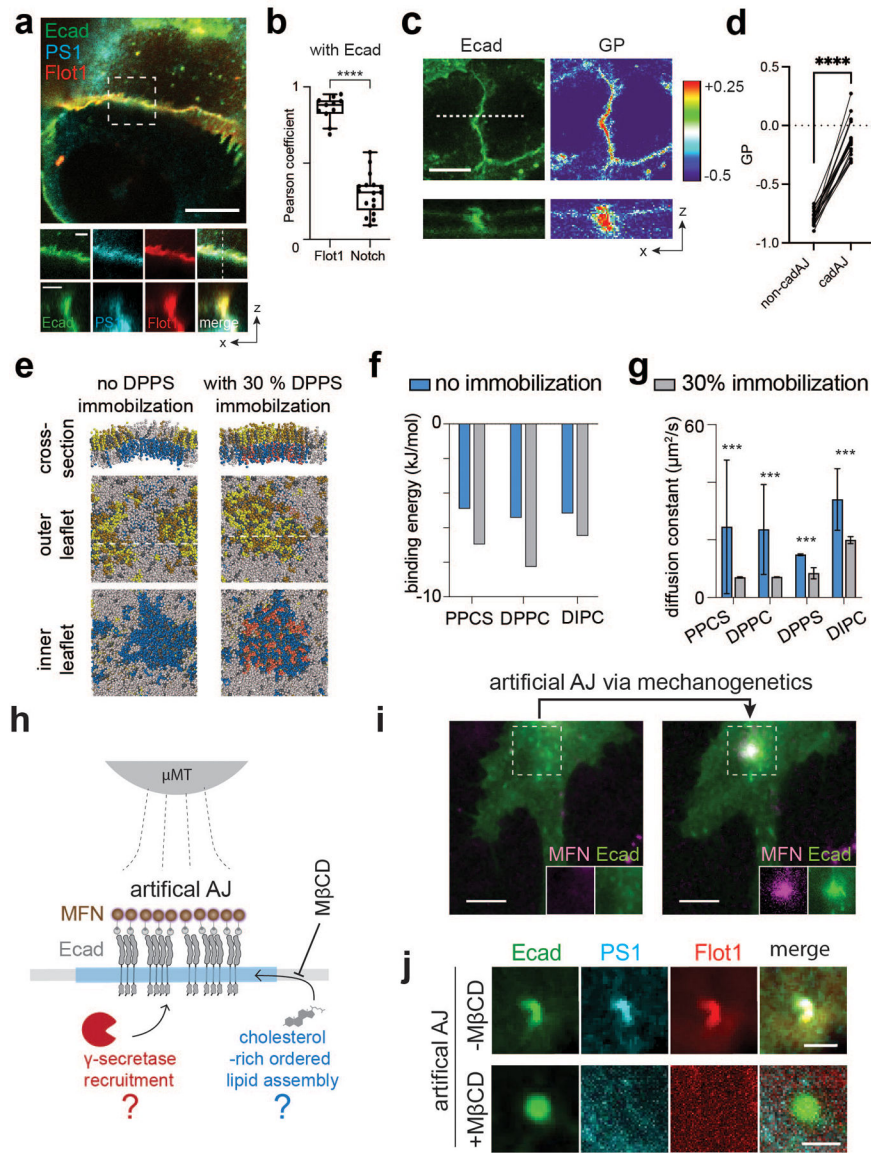 a
Ecad
PS1
Flot1
Ecad
PS1
Flot1
merge
z
x
b
with Ecad
****
Pearson coefficient
1
0
Flot1 Notch
c
Ecad
GP
+0.25
-0.5
z
x
d
****
GP
0.5
0.0
-0.5
-1.0
non-cadAJ
cadAJ
e
no DPPS
immobilzation
with 30 % DPPS
immobilzation
cross-
section
outer
leaflet
inner
leaflet
f
no immobilization
binding energy (kJ/mol)
0
-10
PPCS DPPC DIPC
g
30% immobilization
diffusion constant (μm²/s)
60
0
***
***
***
***
PPCS
DPPC
DPPS
DIPC
h
μMT
artifical AJ
MFN
Ecad
MβCD
γ-secretase
recruitment
?
cholesterol
-rich ordered
lipid assembly
?
i
artificial AJ via mechanogenetics
MFN Ecad
MFN Ecad
j
Ecad
PS1
Flot1
merge
artifical AJ
-MβCD
+MβCD